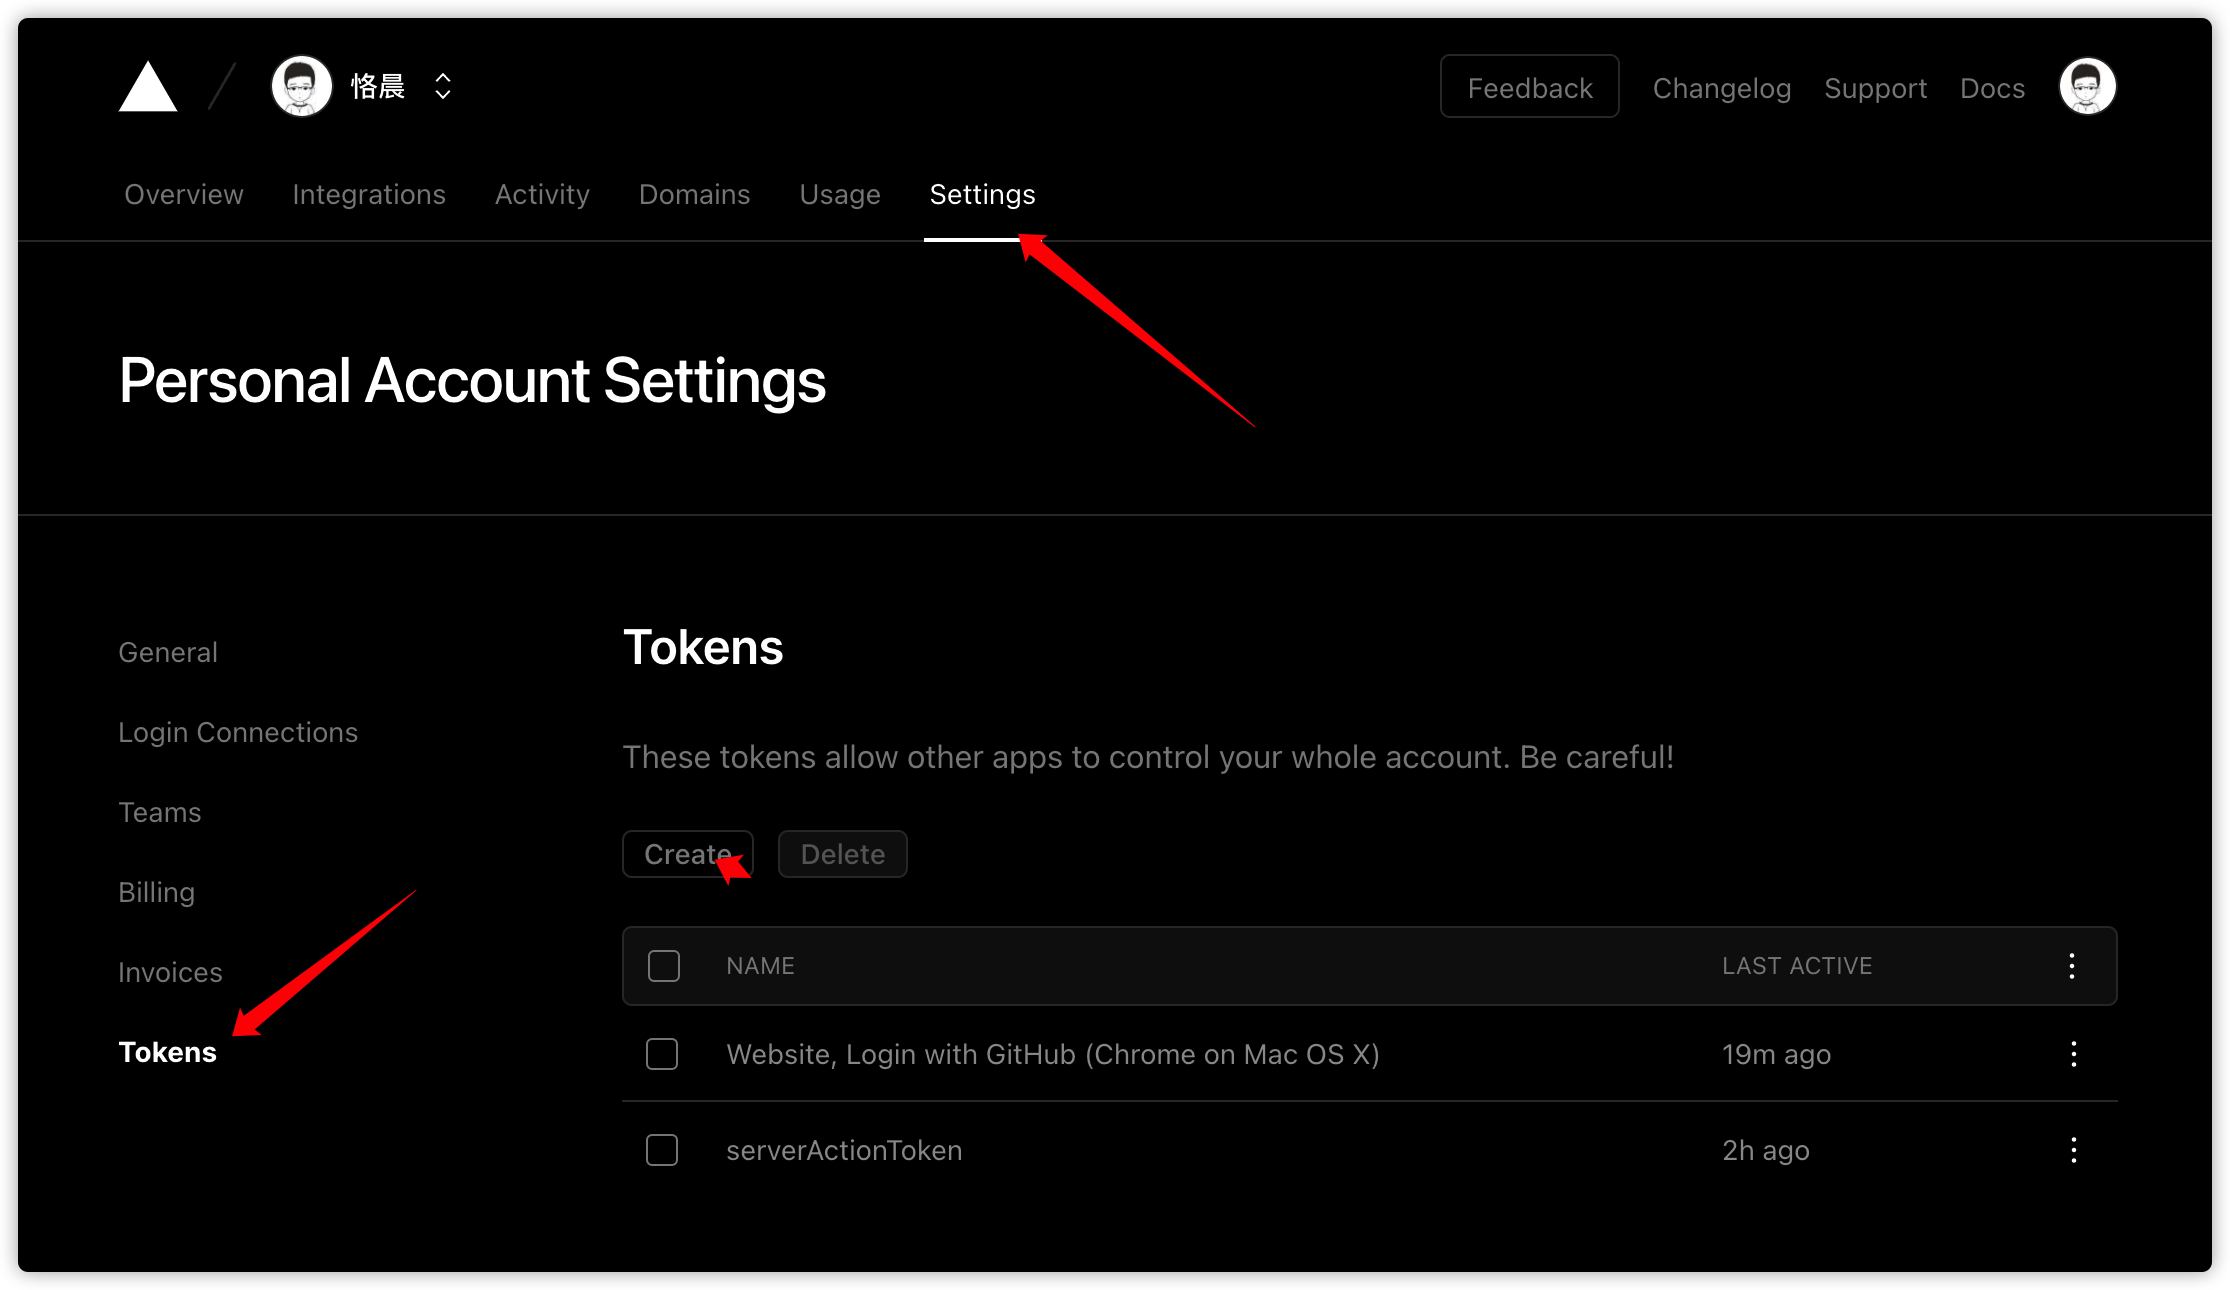 恪晨
Feedback
Changelog
Support
Docs
Overview
Integrations
Activity
Domains
Usage
Settings
Personal Account Settings
General
Login Connections
Teams
Billing
Invoices
Tokens
Tokens
These tokens allow other apps to control your whole account. Be careful!
Create
Delete
NAME
LAST ACTIVE
Website, Login with GitHub (Chrome on Mac OS X)
19m ago
serverActionToken
2h ago